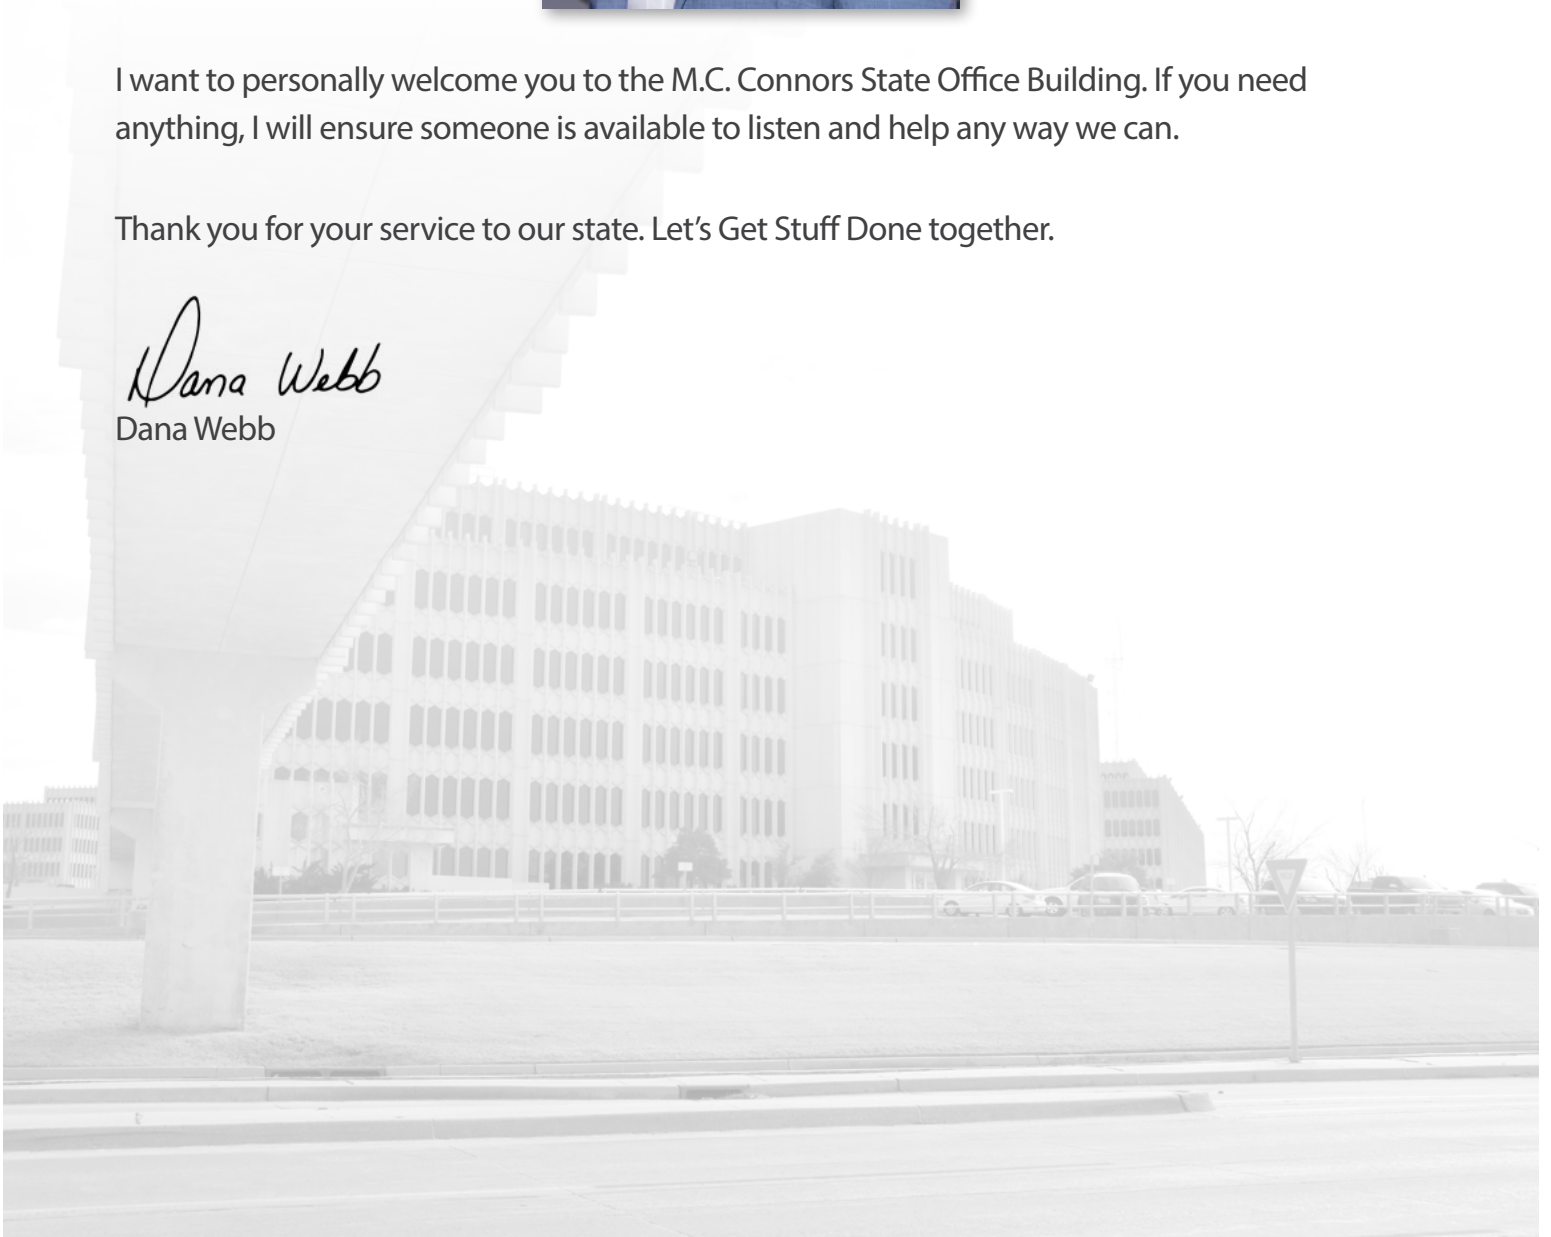 I want to personally welcome you to the M.C. Connors State Office Building. If you need
anything, I will ensure someone is available to listen and help any way we can.
Thank you for your service to our state. Let’s Get Stuff Done together.
Dana Webb
Dana Webb